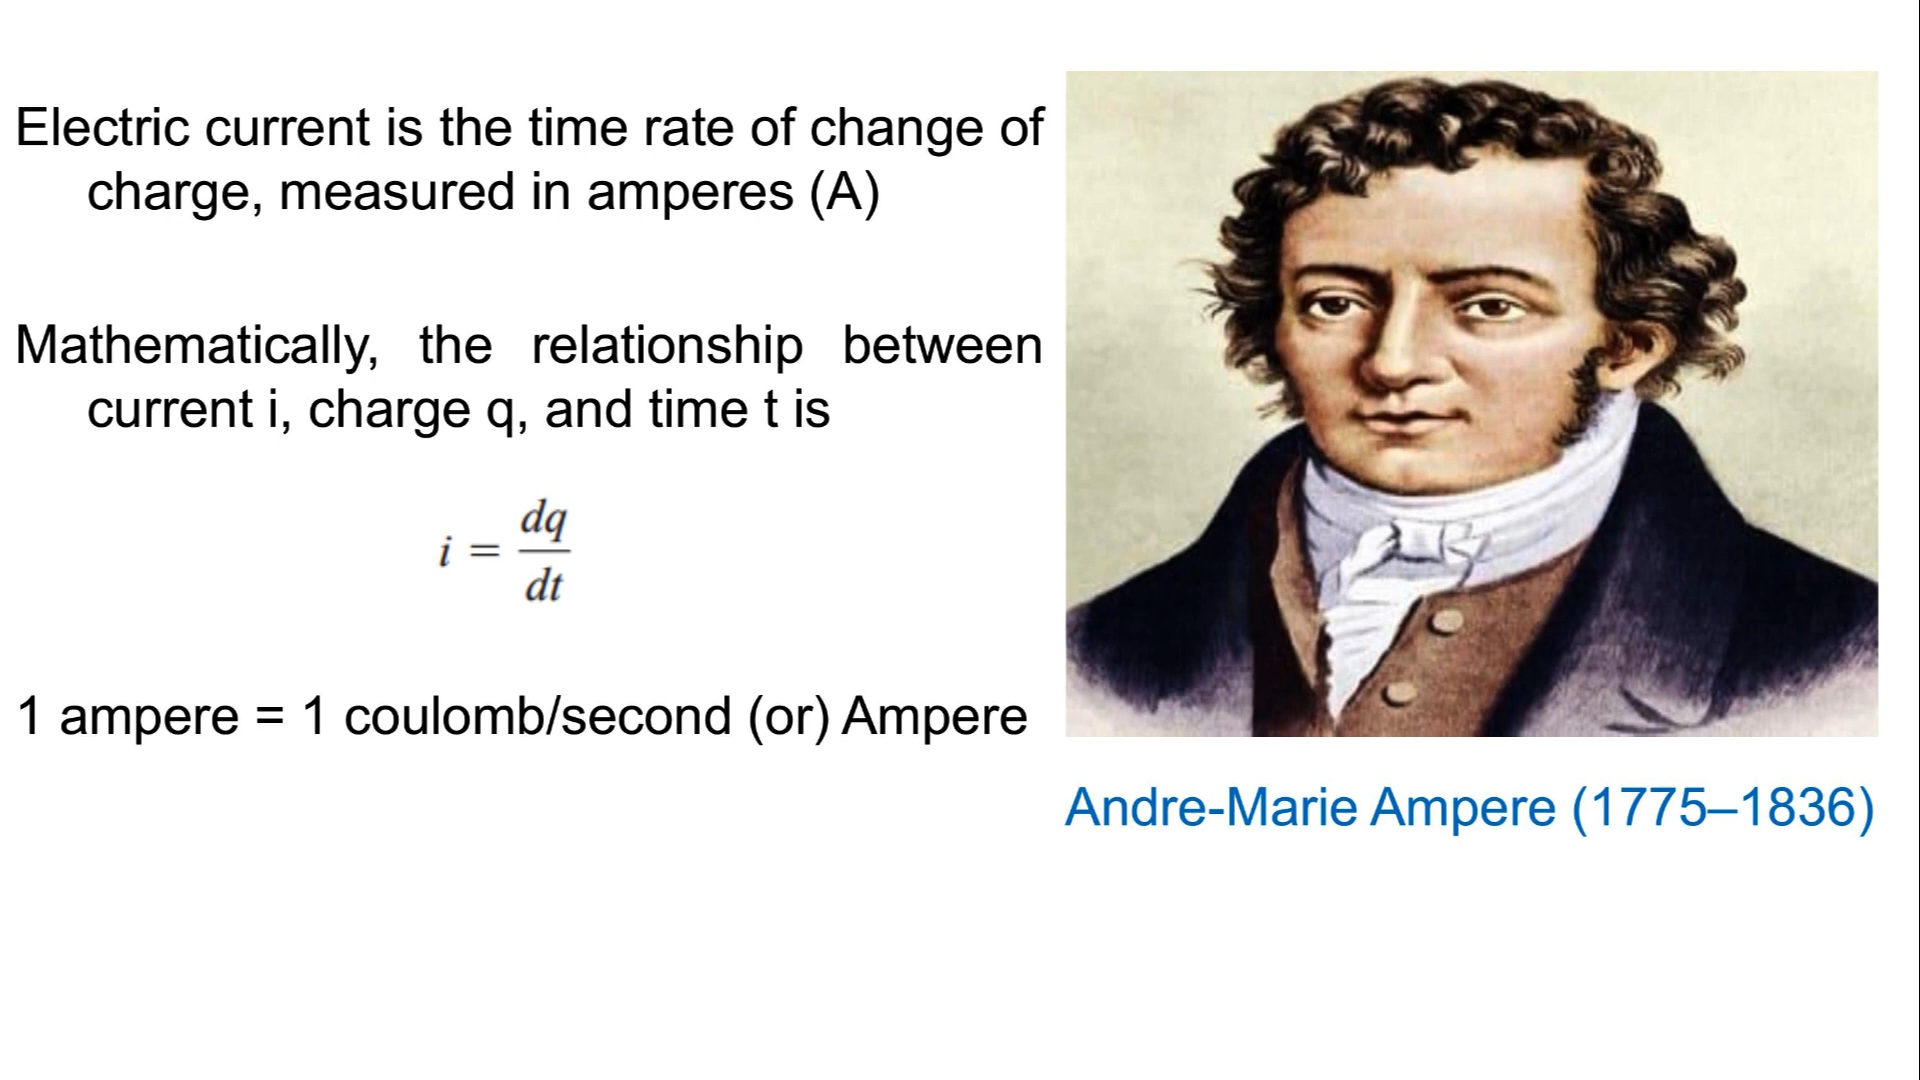 Electric current is the time rate of change of
charge, measured in amperes (A)
Mathematically, the relationship between
current i, charge q, and time t is
i = dq/dt
1 ampere = 1 coulomb/second (or) Ampere
Andre-Marie Ampere (1775–1836)